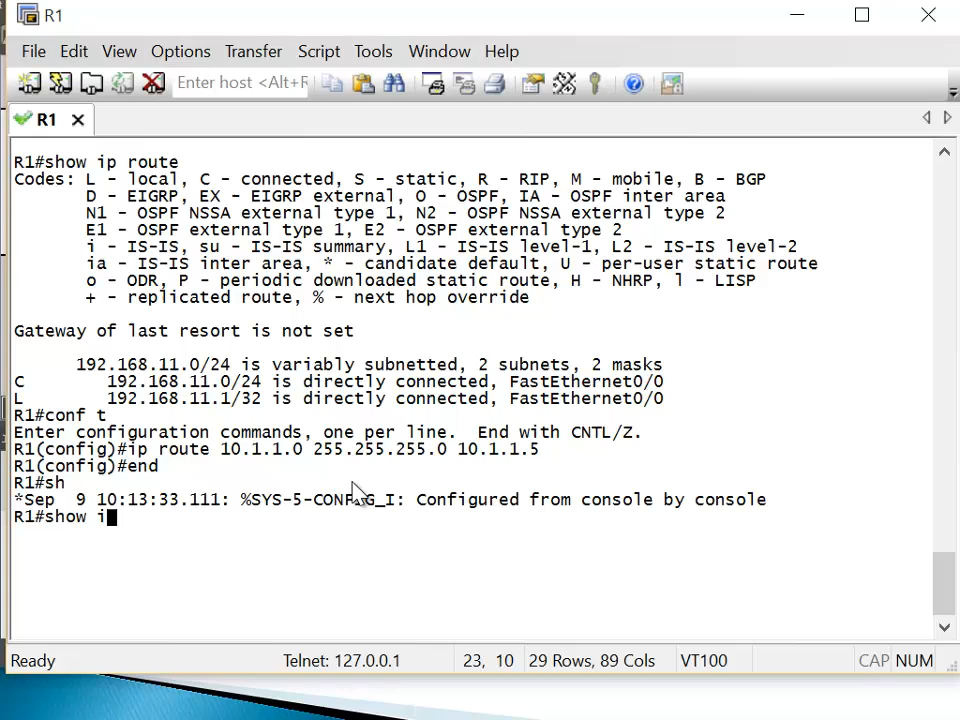 R1
File Edit View Options Transfer Script Tools Window Help
Enter host <Alt+R
R1
R1#show ip route
Codes: L - local, C - connected, S - static, R - RIP, M - mobile, B - BGP
D - EIGRP, EX - EIGRP external, O - OSPF, IA - OSPF inter area
N1 - OSPF NSSA external type 1, N2 - OSPF NSSA external type 2
E1 - OSPF external type 1, E2 - OSPF external type 2
i - IS-IS, su - IS-IS summary, L1 - IS-IS level-1, L2 - IS-IS level-2
ia - IS-IS inter area, * - candidate default, U - per-user static route
o - ODR, P - periodic downloaded static route, H - NHRP, l - LISP
+ - replicated route, % - next hop override
Gateway of last resort is not set
192.168.11.0/24 is variably subnetted, 2 subnets, 2 masks
C 192.168.11.0/24 is directly connected, FastEthernet0/0
L 192.168.11.1/32 is directly connected, FastEthernet0/0
R1#conf t
Enter configuration commands, one per line. End with CNTL/Z.
R1(config)#ip route 10.1.1.0 255.255.255.0 10.1.1.5
R1(config)#end
R1#sh
*Sep 9 10:13:33.111: %SYS-5-CONFIG_I: Configured from console by console
R1#show i
Ready Telnet: 127.0.0.1 23, 10 29 Rows, 89 Cols VT100 CAP NUM